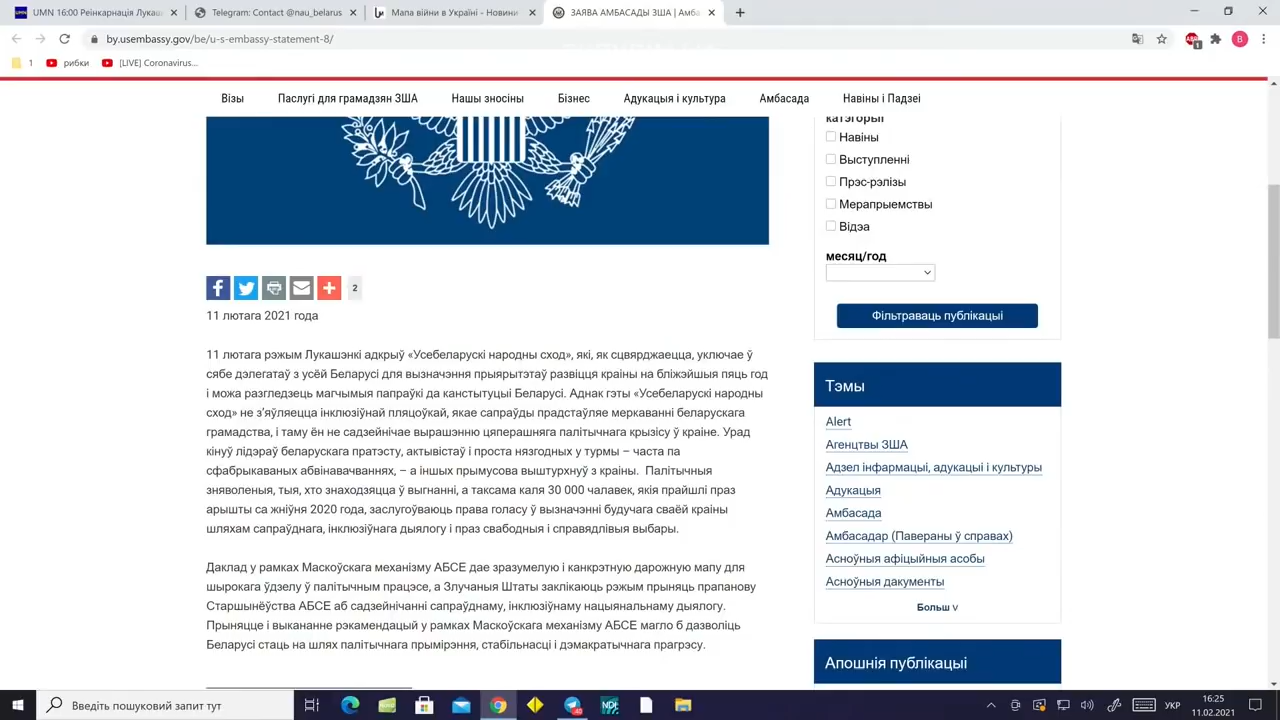 UMN 16:00 Реінкарнація Лукаш
Telegram: Contact @nau_belarus
Мапа війни в Україні - Новини
ЗАЯВА АМБАСАДЫ ЗША | Амба
by.usembassy.gov/be/u-s-embassy-statement-8/
1
В
1
рибки
[LIVE] Coronavirus...
Візы
Паслугі для грамадзян ЗША
Нашы зносіны
Бізнес
Адукацыя і культура
Амбасада
Навіны і Падзеі
катэгорыі
Навіны
Выступленні
Прэс-рэлізы
Мерапрыемствы
Відэа
месяц/год
Фільтраваць публікацыі
2
11 лютага 2021 года
11 лютага рэжым Лукашэнкі адкрыў «Усебеларускі народны сход», які, як сцвярджаецца, уключае ў
сябе дэлегатаў з усёй Беларусі для вызначэння прыярытэтаў развіцця краіны на бліжэйшыя пяць год
і можа разгледзець магчымыя папраўкі да канстытуцыі Беларусі. Аднак гэты «Усебеларускі народны
сход» не з’яўляецца інклюзіўнай пляцоўкай, якае сапраўды прадстаўляе меркаванні беларускага
грамадства, і таму ён не садзейнічае вырашэнню цяперашняга палітычнага крызісу ў краіне. Урад
кінуў лідэраў беларускага пратэсту, актывістаў і проста нязгодных у турмы – часта па
сфабрыкаваных абвінавачваннях, – а іншых прымусова выштурхнуў з краіны.  Палітычныя
зняволеныя, тыя, хто знаходзяцца ў выгнанні, а таксама каля 30 000 чалавек, якія прайшлі праз
арышты са жніўня 2020 года, заслугоўваюць права голасу ў вызначэнні будучага сваёй краіны
шляхам сапраўднага, інклюзіўнага дыялогу і праз свабодныя і справядлівыя выбары.
Даклад у рамках Маскоўскага механізму АБСЕ дае зразумелую і канкрэтную дарожную мапу для
шырокага ўдзелу ў палітычным працэсе, а Злучаныя Штаты заклікаюць рэжым прыняць прапанову
Старшынёўства АБСЕ аб садзейнічанні сапраўднаму, інклюзіўнаму нацыянальнаму дыялогу.
Прыняцце і выкананне рэкамендацый у рамках Маскоўскага механізму АБСЕ магло б дазволіць
Беларусі стаць на шлях палітычнага прымірэння, стабільнасці і дэмакратычнага прагрэсу.
Тэмы
Alert
Агенцтвы ЗША
Адзел інфармацыі, адукацыі і культуры
Адукацыя
Амбасада
Амбасадар (Павераны ў справах)
Асноўныя афіцыйныя асобы
Асноўныя дакументы
Больш ∨
Апошнія публікацыі
Введіть пошуковий запит тут
УКР
16:25
11.02.2021